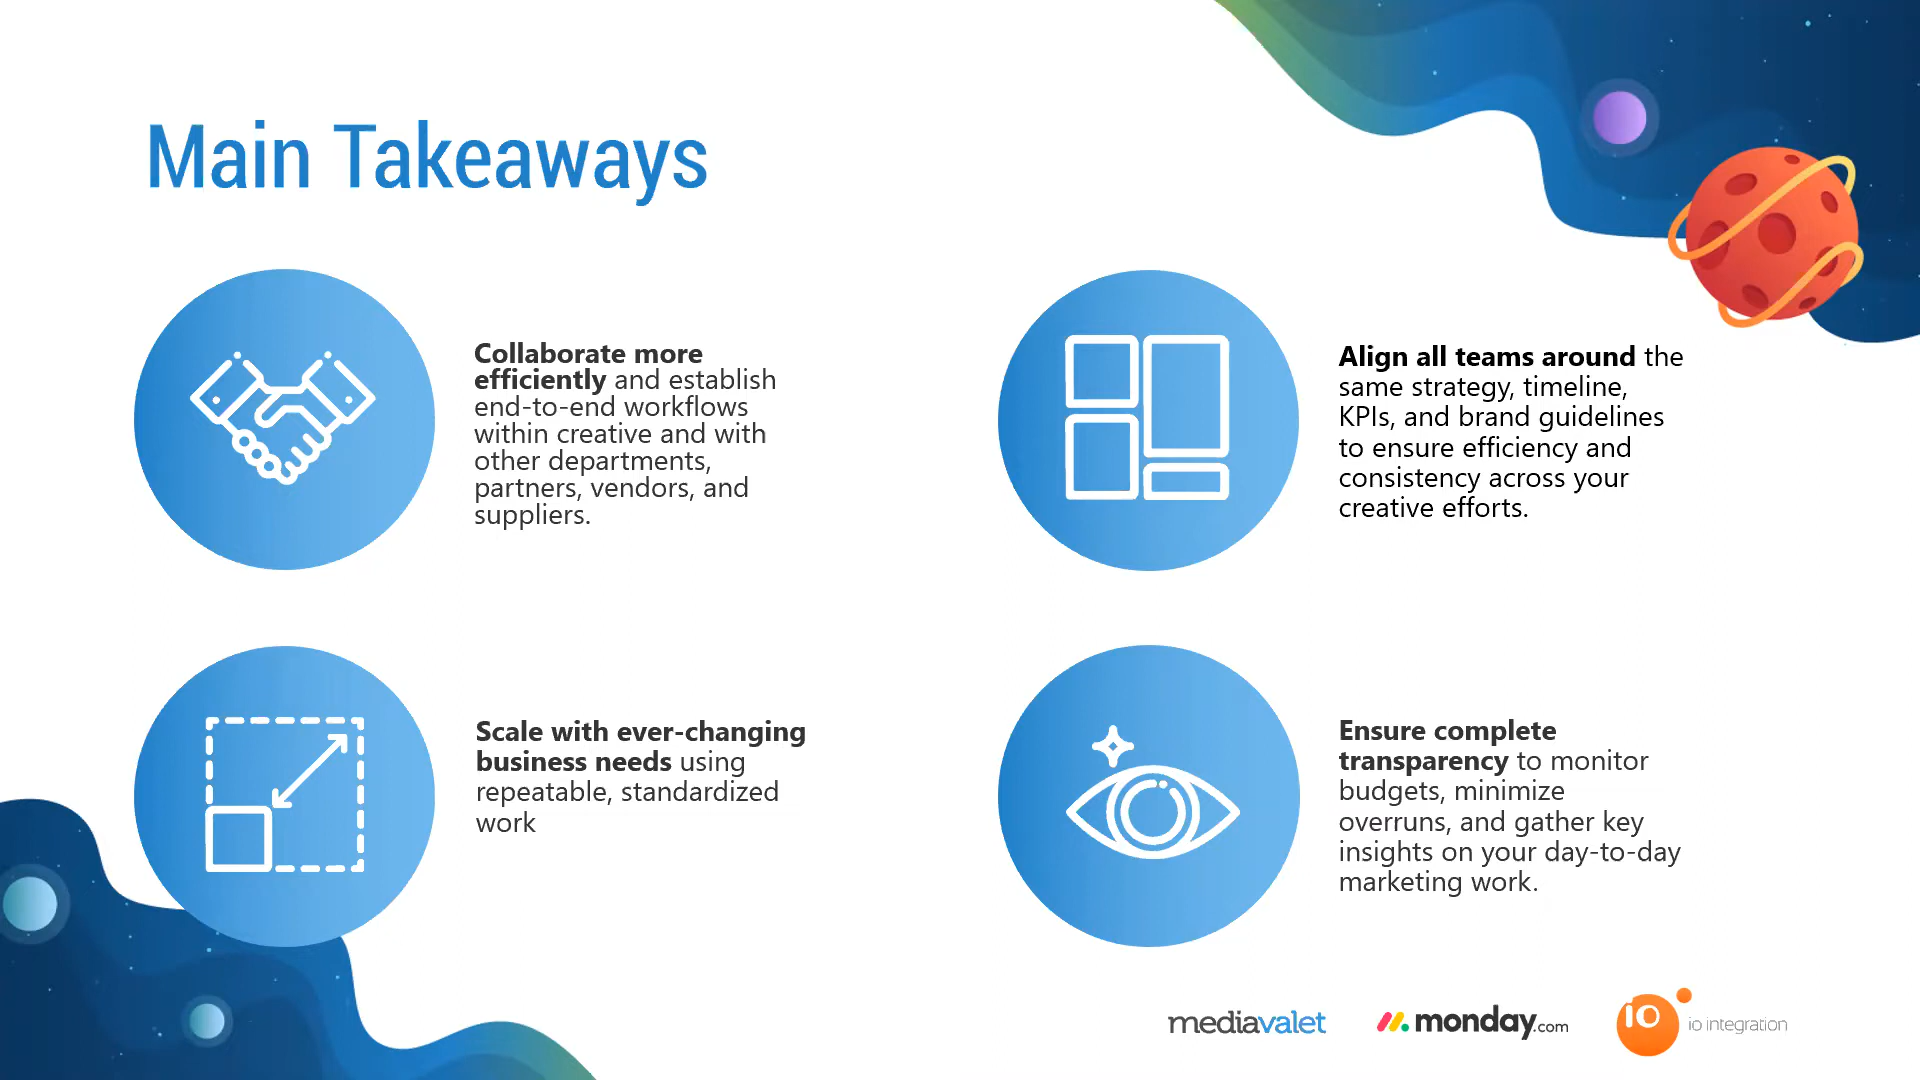 Main Takeaways
Collaborate more
efficiently and establish
end-to-end workflows
within creative and with
other departments,
partners, vendors, and
suppliers.
Align all teams around the
same strategy, timeline,
KPIs, and brand guidelines
to ensure efficiency and
consistency across your
creative efforts.
Scale with ever-changing
business needs using
repeatable, standardized
work
Ensure complete
transparency to monitor
budgets, minimize
overruns, and gather key
insights on your day-to-day
marketing work.
mediavalet
monday.com
io
io integration